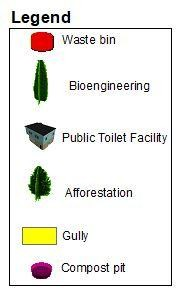 Legend
Waste bin
Bioengineering
Public Toilet Facility
Afforestation
Gully
Compost pit